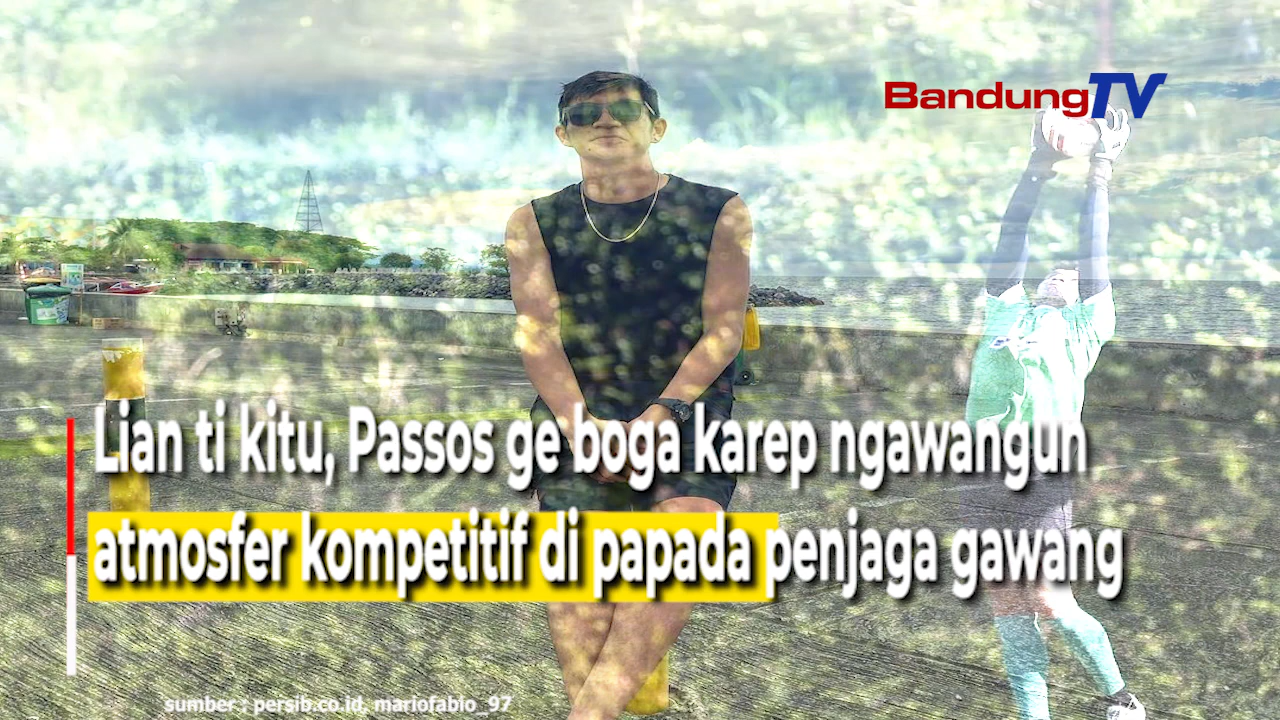 BandungTV
Lian ti kitu, Passos ge boga karep ngawangun
atmosfer kompetitif di papada penjaga gawang
sumber : persib.co.id, mariofabio_97